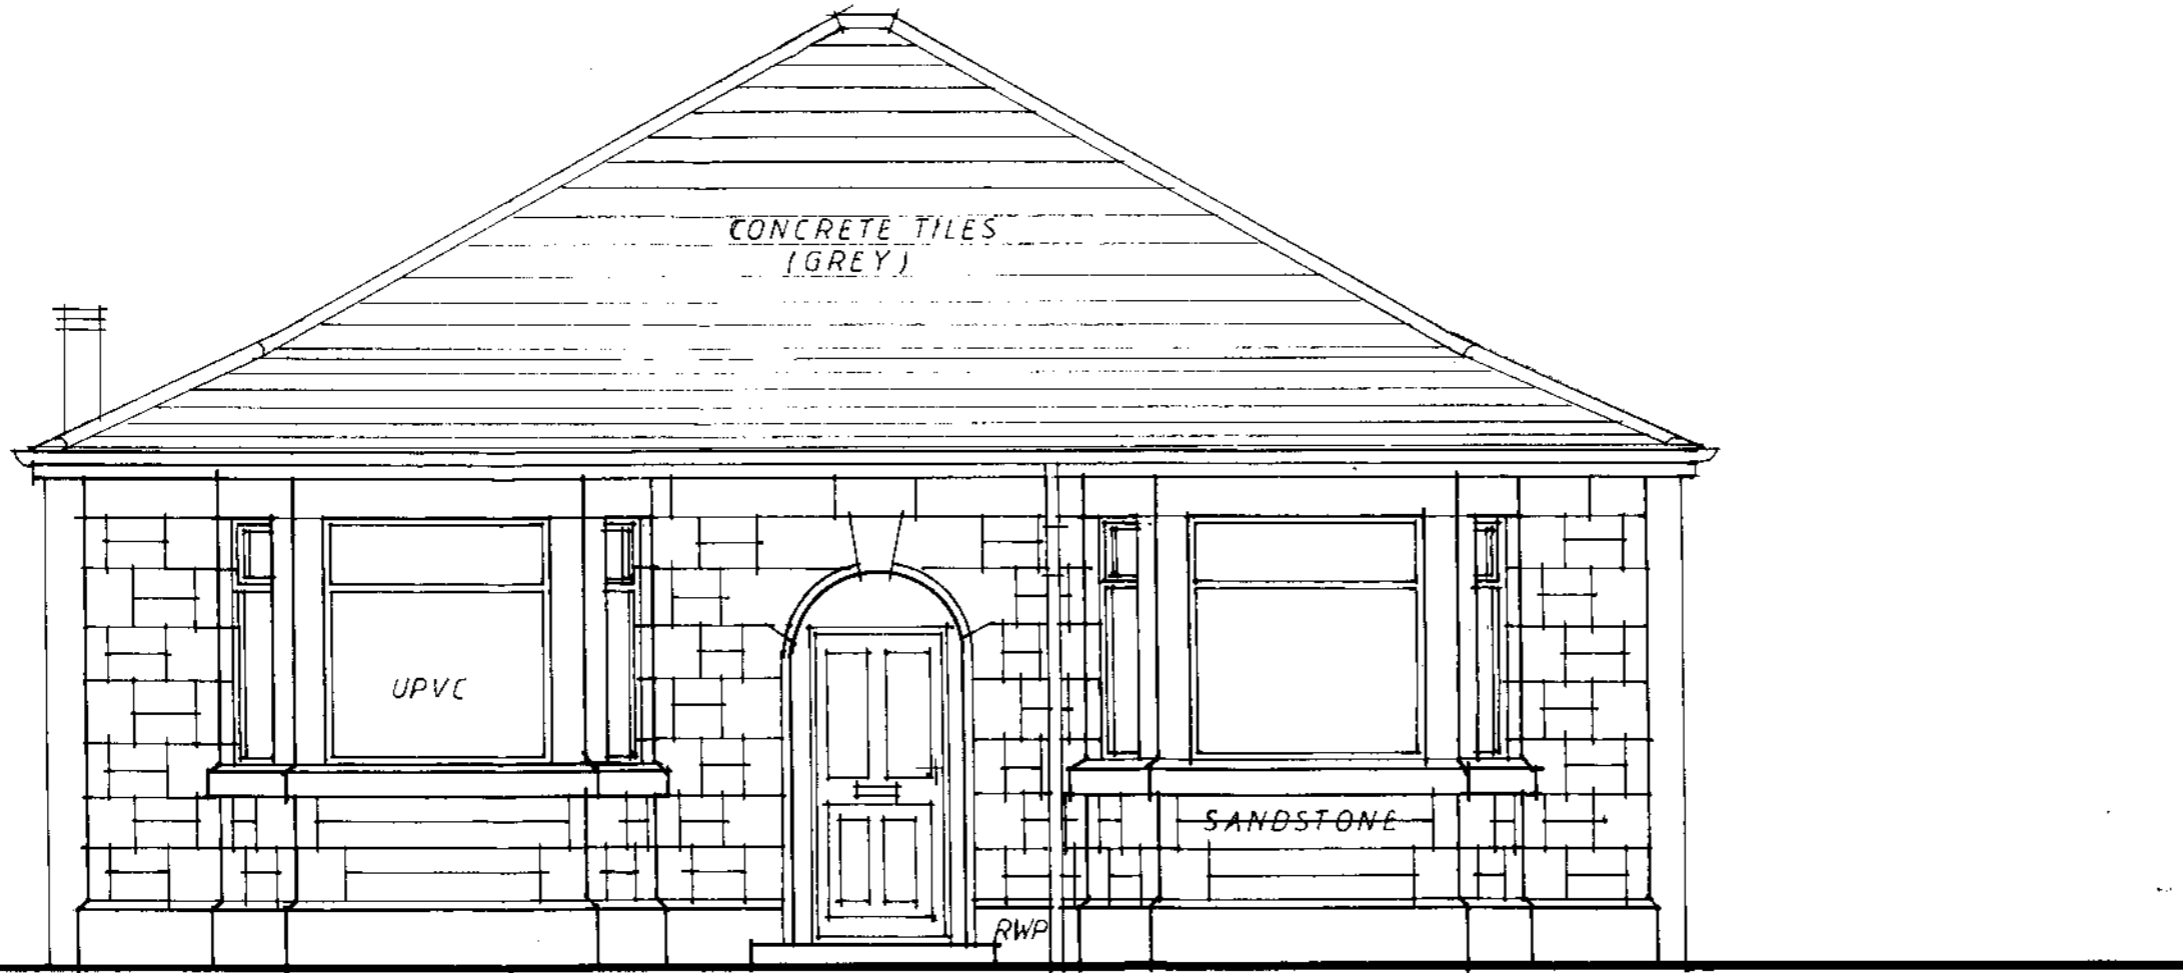 CONCRETE TILES
(GREY)
UPVC
SANDSTONE
RWP